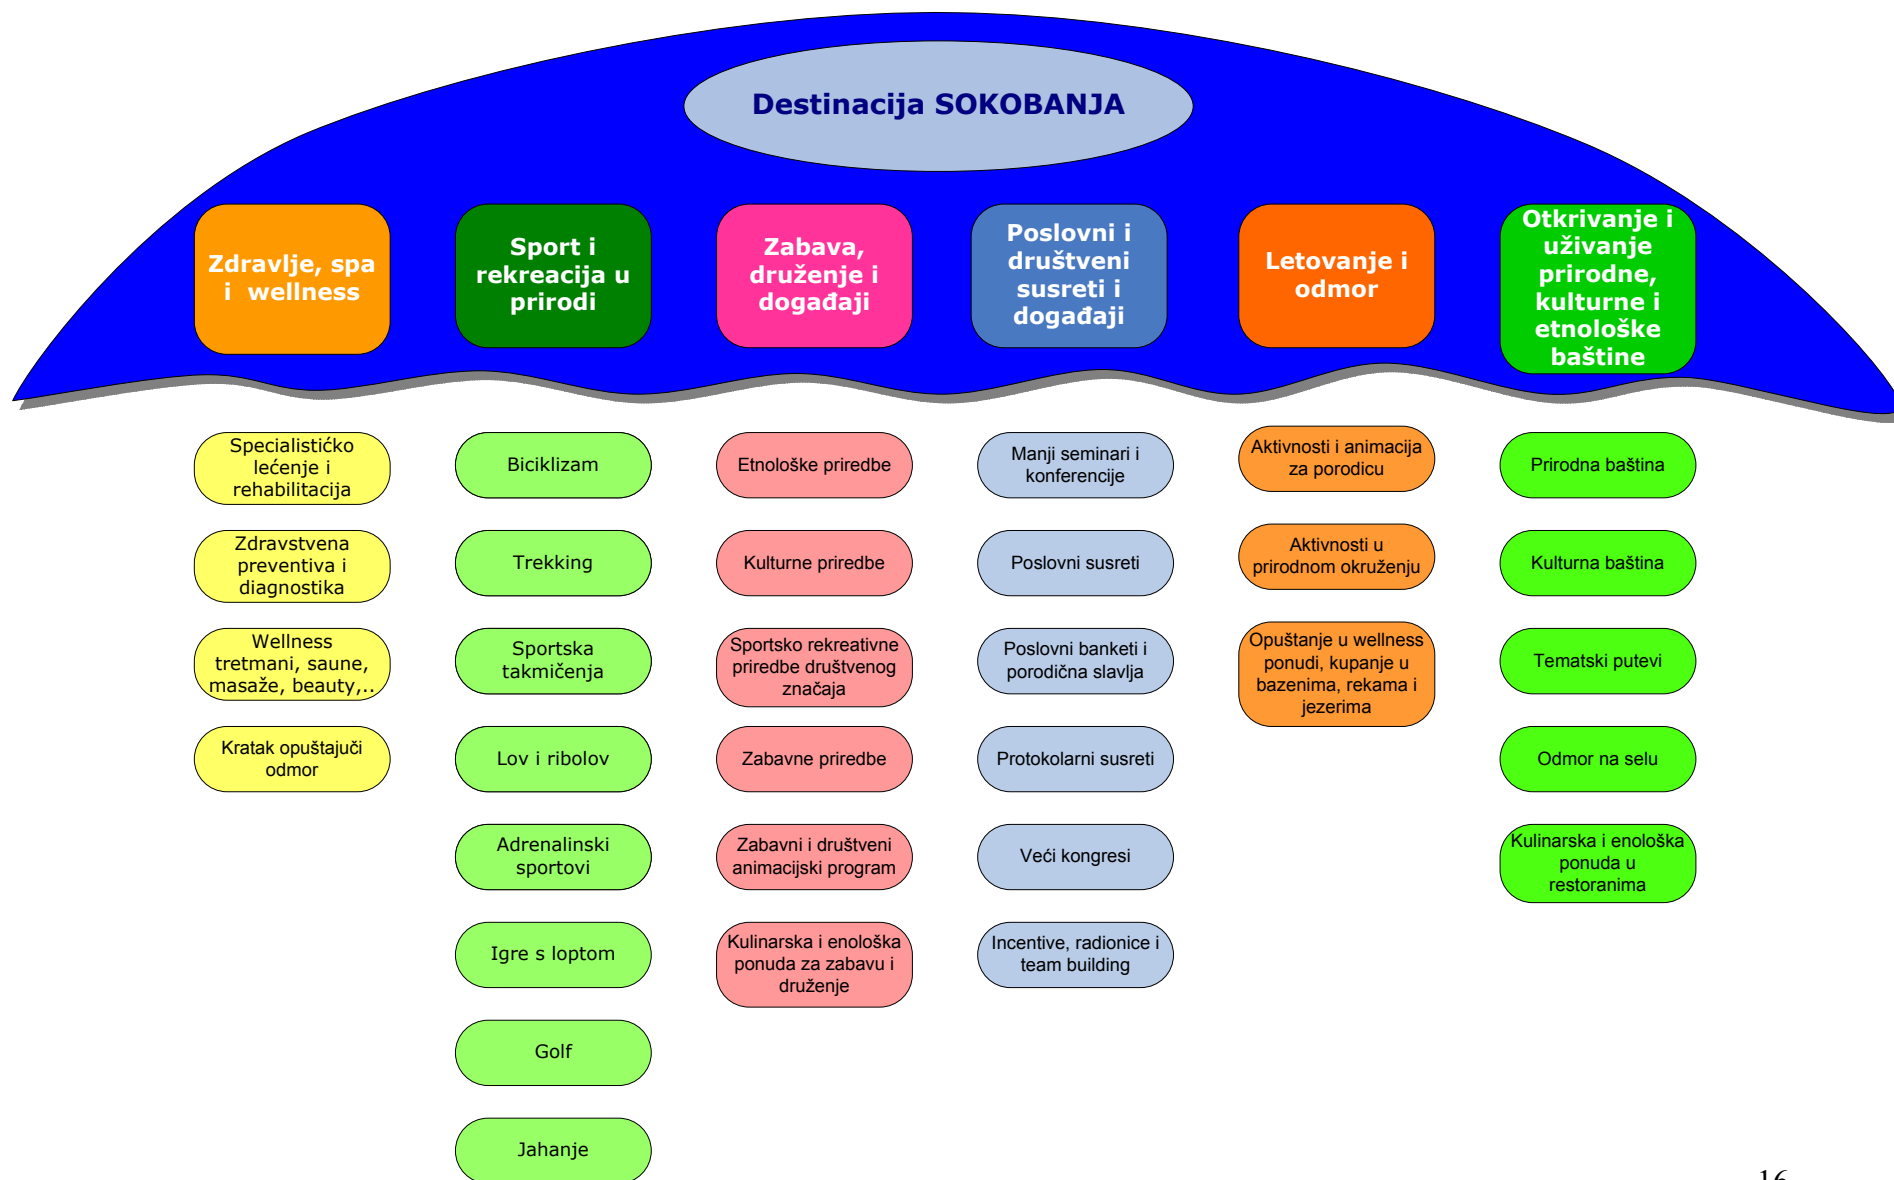 Destinacija SOKOBANJA
Zdravlje, spa
i wellness
Sport i
rekreacija u
prirodi
Zabava,
druženje i
događaji
Poslovni i
društveni
susreti i
događaji
Letovanje i
odmor
Otkrivanje i
uživanje
prirodne,
kulturne i
etnološke
baštine
Specialistićko
lećenje i
rehabilitacija
Zdravstvena
preventiva i
diagnostika
Wellness
tretmani, saune,
masaže, beauty,..
Kratak opuštajuči
odmor
Biciklizam
Trekking
Sportska
takmičenja
Lov i ribolov
Adrenalinski
sportovi
Igre s loptom
Golf
Jahanje
Etnološke priredbe
Kulturne priredbe
Sportsko rekreativne
priredbe društvenog
značaja
Zabavne priredbe
Zabavni i društveni
animacijski program
Kulinarska i enološka
ponuda za zabavu i
druženje
Manji seminari i
konferencije
Poslovni susreti
Poslovni banketi i
porodična slavlja
Protokolarni susreti
Veći kongresi
Incentive, radionice i
team building
Aktivnosti i animacija
za porodicu
Aktivnosti u
prirodnom okruženju
Opuštanje u wellness
ponudi, kupanje u
bazenima, rekama i
jezerima
Prirodna baština
Kulturna baština
Tematski putevi
Odmor na selu
Kulinarska i enološka
ponuda u
restoranima
16